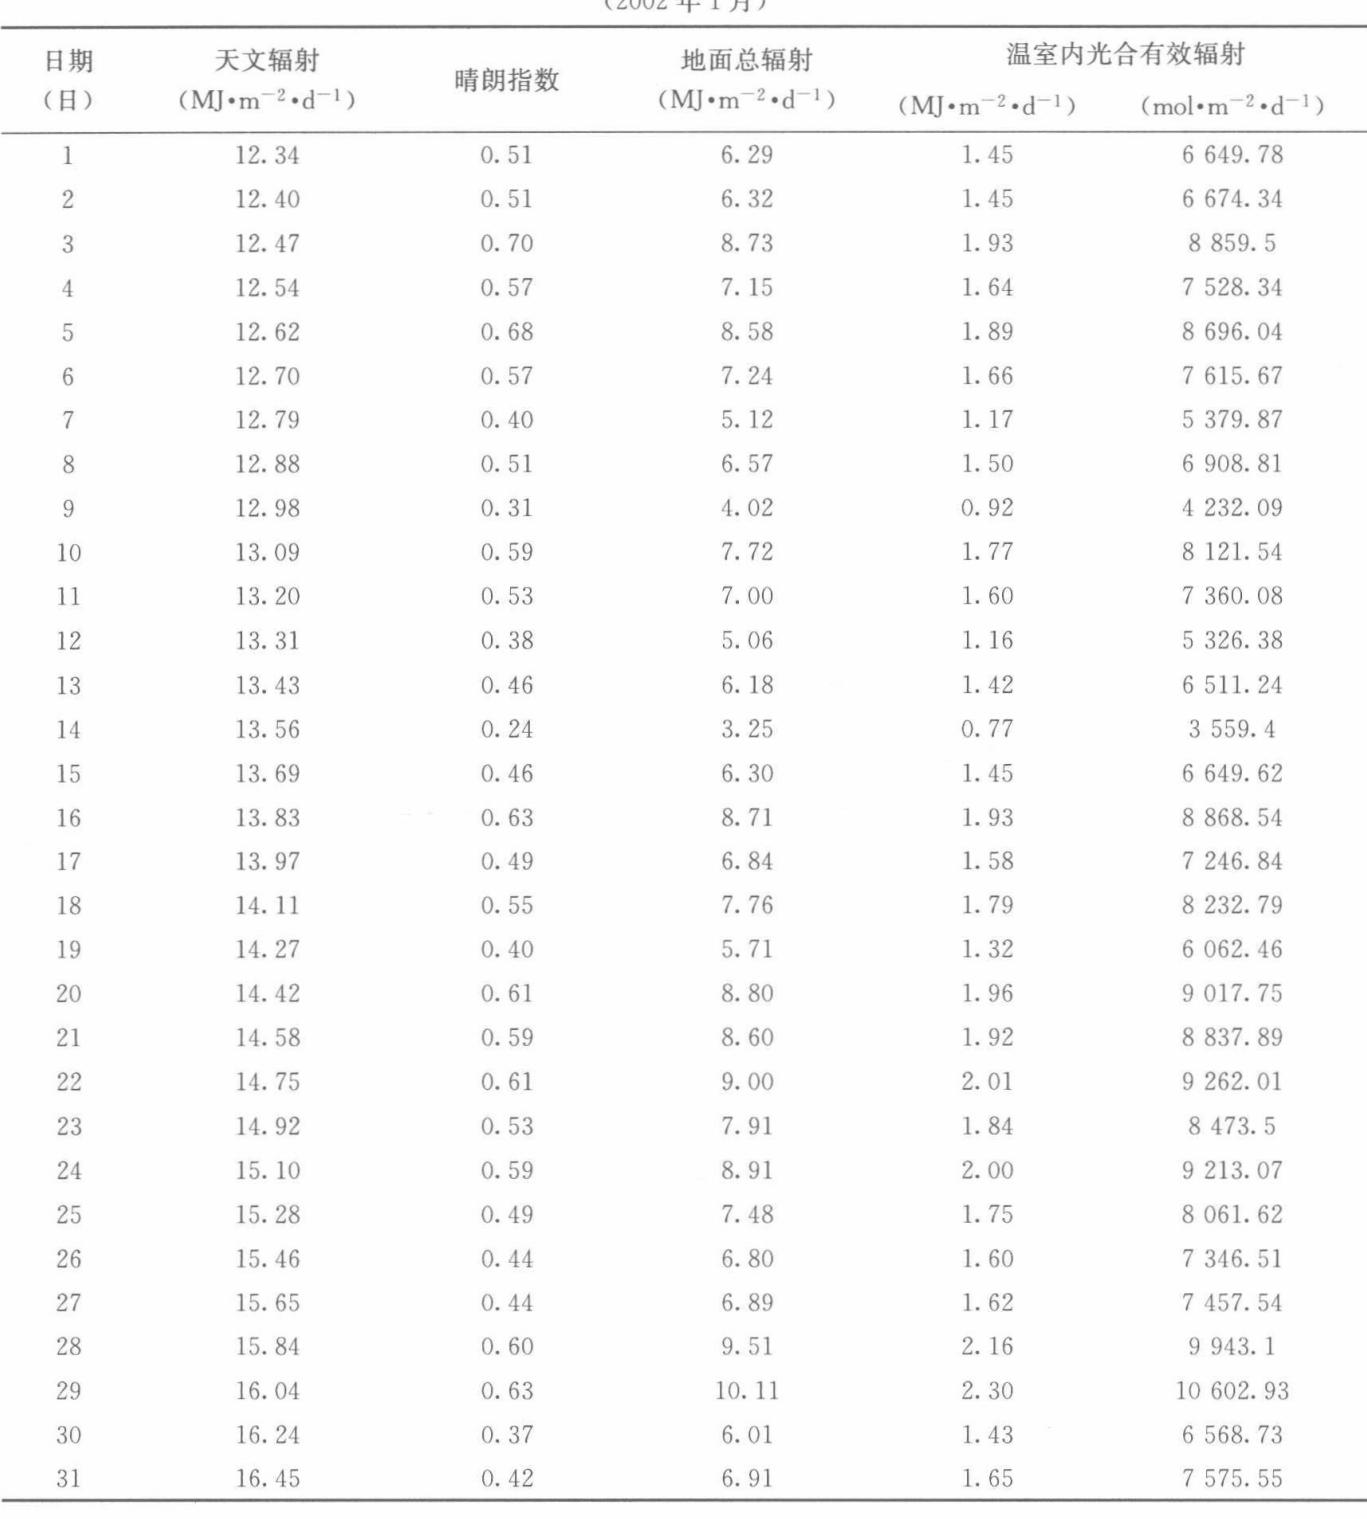 (2002年1月)
日期 天文辐射 晴朗指数 地面总辐射 温室内光合有效辐射
(日) (MJ•m−2•d−1) (MJ•m−2•d−1) (MJ•m−2•d−1) (mol•m−2•d−1)
1 12.34 0.51 6.29 1.45 6 649.78
2 12.40 0.51 6.32 1.45 6 674.34
3 12.47 0.70 8.73 1.93 8 859.5
4 12.54 0.57 7.15 1.64 7 528.34
5 12.62 0.68 8.58 1.89 8 696.04
6 12.70 0.57 7.24 1.66 7 615.67
7 12.79 0.40 5.12 1.17 5 379.87
8 12.88 0.51 6.57 1.50 6 908.81
9 12.98 0.31 4.02 0.92 4 232.09
10 13.09 0.59 7.72 1.77 8 121.54
11 13.20 0.53 7.00 1.60 7 360.08
12 13.31 0.38 5.06 1.16 5 326.38
13 13.43 0.46 6.18 1.42 6 511.24
14 13.56 0.24 3.25 0.77 3 559.4
15 13.69 0.46 6.30 1.45 6 649.62
16 13.83 0.63 8.71 1.93 8 868.54
17 13.97 0.49 6.84 1.58 7 246.84
18 14.11 0.55 7.76 1.79 8 232.79
19 14.27 0.40 5.71 1.32 6 062.46
20 14.42 0.61 8.80 1.96 9 017.75
21 14.58 0.59 8.60 1.92 8 837.89
22 14.75 0.61 9.00 2.01 9 262.01
23 14.92 0.53 7.91 1.84 8 473.5
24 15.10 0.59 8.91 2.00 9 213.07
25 15.28 0.49 7.48 1.75 8 061.62
26 15.46 0.44 6.80 1.60 7 346.51
27 15.65 0.44 6.89 1.62 7 457.54
28 15.84 0.60 9.51 2.16 9 943.1
29 16.04 0.63 10.11 2.30 10 602.93
30 16.24 0.37 6.01 1.43 6 568.73
31 16.45 0.42 6.91 1.65 7 575.55